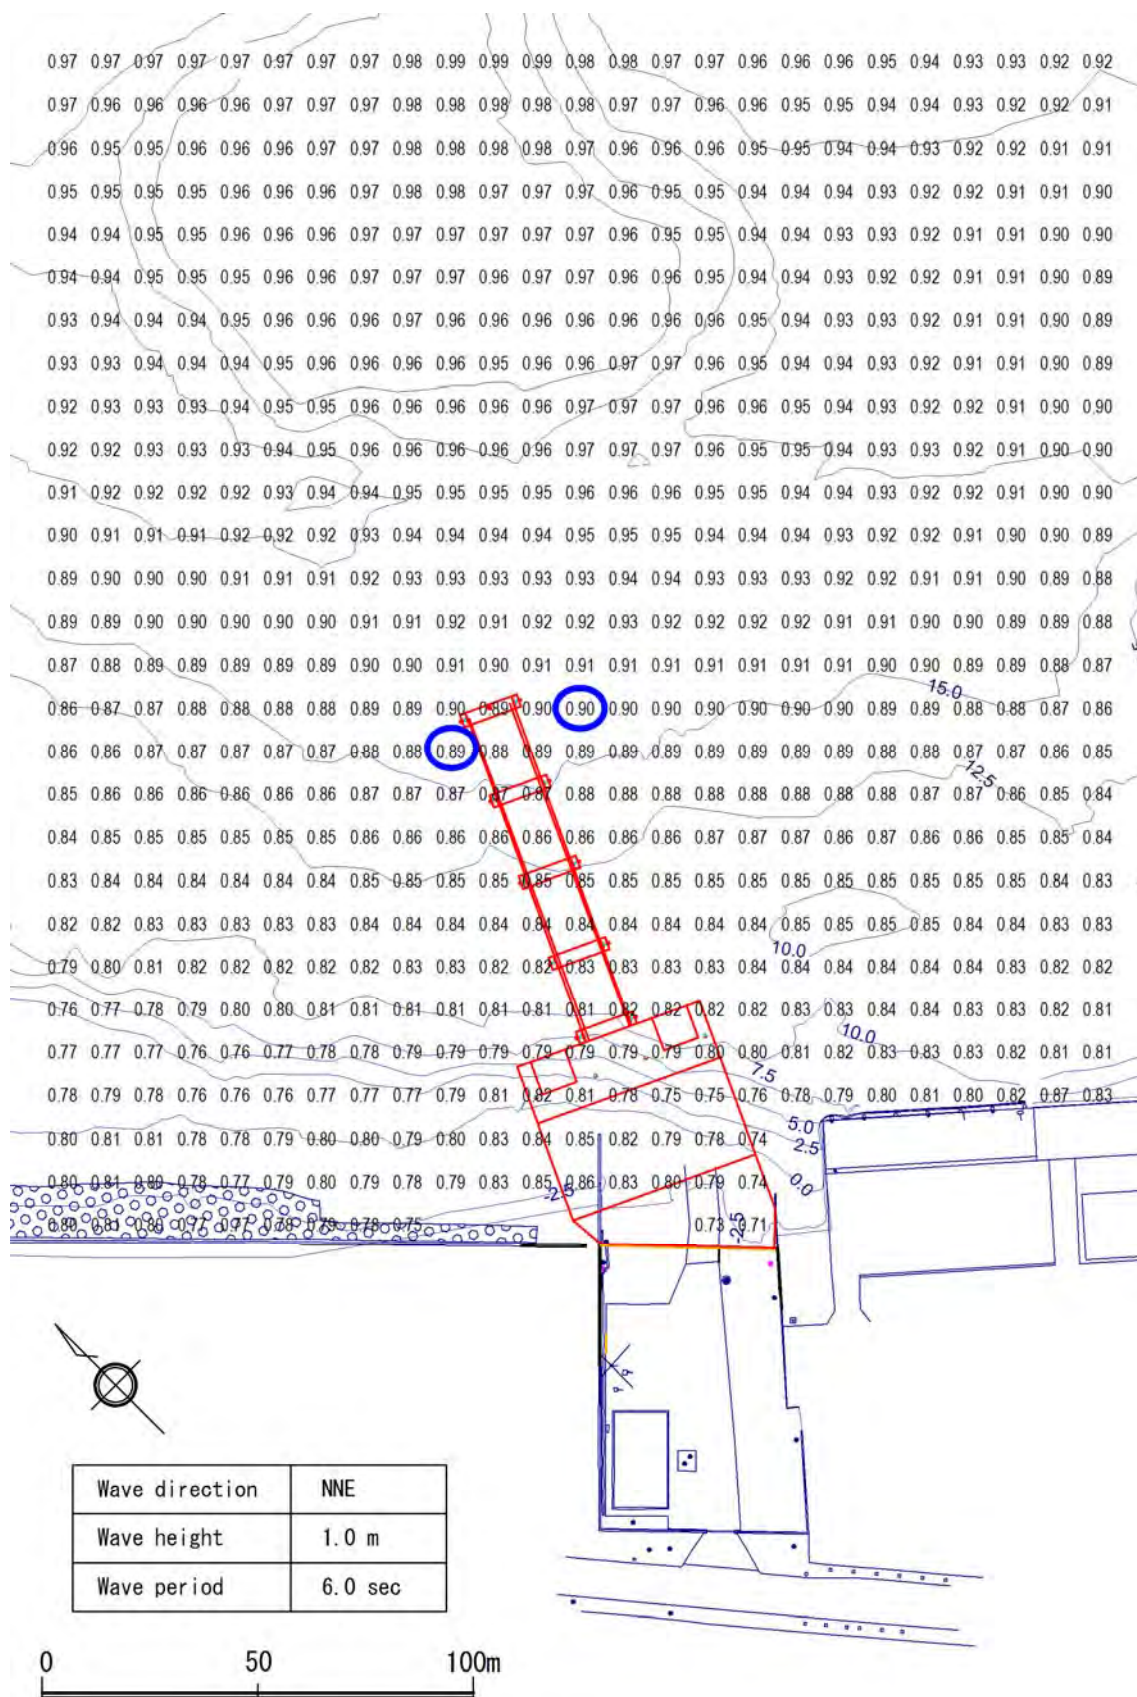 0.97 0.97 0.97 0.97 0.97 0.97 0.97 0.97 0.98 0.99 0.99 0.99 0.98 0.98 0.97 0.97 0.96 0.96 0.96 0.95 0.94 0.93 0.93 0.92 0.92
0.97 0.96 0.96 0.96 0.96 0.97 0.97 0.97 0.98 0.98 0.98 0.98 0.98 0.97 0.97 0.96 0.96 0.95 0.95 0.94 0.94 0.93 0.92 0.92 0.91
0.96 0.95 0.95 0.96 0.96 0.96 0.97 0.97 0.98 0.98 0.98 0.98 0.97 0.96 0.96 0.96 0.95 0.95 0.94 0.94 0.93 0.92 0.92 0.91 0.91
0.95 0.95 0.95 0.95 0.96 0.96 0.96 0.97 0.98 0.98 0.97 0.97 0.97 0.96 0.95 0.95 0.94 0.94 0.94 0.93 0.92 0.92 0.91 0.91 0.90
0.94 0.94 0.95 0.95 0.96 0.96 0.96 0.97 0.97 0.97 0.97 0.97 0.97 0.96 0.95 0.95 0.94 0.94 0.93 0.93 0.92 0.91 0.91 0.90 0.90
0.94 0.94 0.95 0.95 0.95 0.96 0.96 0.97 0.97 0.97 0.96 0.97 0.97 0.96 0.96 0.95 0.94 0.94 0.93 0.92 0.92 0.91 0.91 0.90 0.89
0.93 0.94 0.94 0.94 0.95 0.96 0.96 0.96 0.97 0.96 0.96 0.96 0.96 0.96 0.96 0.96 0.95 0.94 0.93 0.93 0.92 0.91 0.91 0.90 0.89
0.93 0.93 0.94 0.94 0.94 0.95 0.96 0.96 0.96 0.96 0.95 0.96 0.96 0.97 0.97 0.96 0.95 0.94 0.94 0.93 0.92 0.91 0.91 0.90 0.89
0.92 0.93 0.93 0.93 0.94 0.95 0.95 0.96 0.96 0.96 0.96 0.96 0.97 0.97 0.97 0.96 0.96 0.95 0.94 0.93 0.92 0.92 0.91 0.90 0.90
0.92 0.92 0.93 0.93 0.93 0.94 0.95 0.96 0.96 0.96 0.96 0.96 0.97 0.97 0.97 0.96 0.95 0.95 0.94 0.93 0.93 0.92 0.91 0.90 0.90
0.91 0.92 0.92 0.92 0.92 0.93 0.94 0.94 0.95 0.95 0.95 0.95 0.96 0.96 0.96 0.95 0.95 0.94 0.94 0.93 0.92 0.92 0.91 0.90 0.90
0.90 0.91 0.91 0.91 0.92 0.92 0.92 0.93 0.94 0.94 0.94 0.94 0.95 0.95 0.95 0.94 0.94 0.94 0.93 0.92 0.92 0.91 0.90 0.90 0.89
0.89 0.90 0.90 0.90 0.91 0.91 0.91 0.92 0.93 0.93 0.93 0.93 0.93 0.94 0.94 0.93 0.93 0.93 0.92 0.92 0.91 0.91 0.90 0.89 0.88
0.89 0.89 0.90 0.90 0.90 0.90 0.90 0.91 0.91 0.92 0.91 0.92 0.92 0.93 0.92 0.92 0.92 0.92 0.91 0.91 0.90 0.90 0.89 0.89 0.88
0.87 0.88 0.89 0.89 0.89 0.89 0.89 0.90 0.90 0.91 0.90 0.91 0.91 0.91 0.91 0.91 0.91 0.91 0.91 0.90 0.90 0.89 0.89 0.88 0.87
15.0
0.86 0.87 0.87 0.89 0.88 0.88 0.88 0.89 0.89 0.90 0.89 0.90 0.90 0.90 0.90 0.90 0.90 0.90 0.90 0.89 0.89 0.88 0.88 0.87 0.86
0.86 0.86 0.87 0.87 0.87 0.87 0.87 0.88 0.88 0.89 0.88 0.89 0.89 0.89 0.89 0.89 0.89 0.89 0.89 0.88 0.88 0.87 0.87 0.86 0.85
12.5
0.85 0.86 0.86 0.86 0.86 0.86 0.86 0.87 0.87 0.87 0.87 0.87 0.88 0.88 0.88 0.88 0.88 0.88 0.88 0.88 0.87 0.87 0.86 0.85 0.84
0.84 0.85 0.85 0.85 0.85 0.85 0.85 0.86 0.86 0.86 0.86 0.86 0.86 0.86 0.86 0.87 0.87 0.87 0.86 0.87 0.86 0.86 0.85 0.85 0.84
0.83 0.84 0.84 0.84 0.84 0.84 0.84 0.85 0.85 0.85 0.85 0.85 0.85 0.85 0.85 0.85 0.85 0.85 0.85 0.85 0.85 0.85 0.85 0.84 0.83
0.82 0.82 0.83 0.83 0.83 0.83 0.83 0.84 0.84 0.84 0.84 0.84 0.84 0.84 0.84 0.84 0.84 0.85 0.85 0.85 0.85 0.84 0.84 0.83 0.83
10.0
0.79 0.80 0.81 0.82 0.82 0.82 0.82 0.82 0.83 0.83 0.82 0.82 0.83 0.83 0.83 0.83 0.84 0.84 0.84 0.84 0.84 0.84 0.83 0.82 0.82
0.76 0.77 0.78 0.79 0.80 0.80 0.81 0.81 0.81 0.81 0.81 0.81 0.81 0.82 0.82 0.82 0.82 0.83 0.83 0.84 0.84 0.83 0.83 0.82 0.81
10.0
0.77 0.77 0.77 0.76 0.76 0.77 0.78 0.78 0.79 0.79 0.79 0.79 0.79 0.79 0.79 0.80 0.80 0.81 0.82 0.83 0.83 0.83 0.82 0.81 0.81
7.5
0.78 0.79 0.78 0.76 0.76 0.76 0.77 0.77 0.77 0.79 0.81 0.82 0.81 0.78 0.75 0.75 0.76 0.78 0.79 0.80 0.81 0.80 0.82 0.87 0.83
5.0
0.80 0.81 0.81 0.78 0.78 0.79 0.80 0.80 0.79 0.80 0.83 0.84 0.85 0.82 0.79 0.78 0.74
2.5
0.80 0.81 0.80 0.78 0.77 0.79 0.80 0.79 0.78 0.79 0.83 0.85 0.86 0.83 0.80 0.79 0.74
0.0
-2.5
0.80 0.81 0.80 0.77 0.77 0.78 0.79 0.78 0.75 0.73 0.71
-2.5
Wave direction NNE
Wave height 1.0 m
Wave period 6.0 sec
0 50 100m